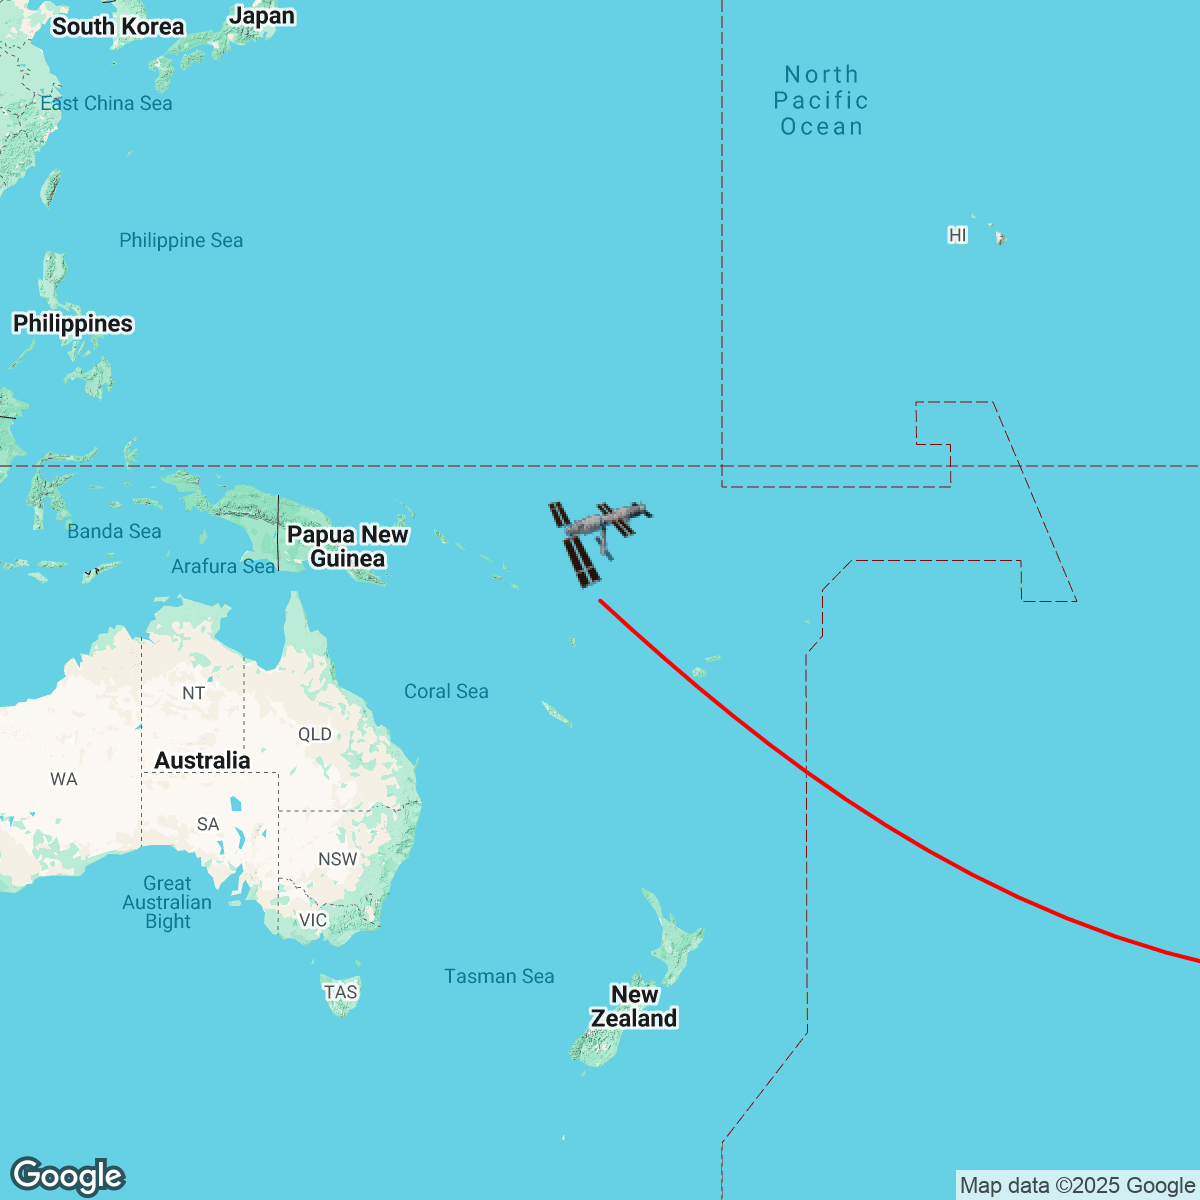 South Korea
Japan
North
Pacific
Ocean
East China Sea
Philippine Sea
HI
Philippines
Banda Sea
Papua New
Guinea
Arafura Sea
NT
Coral Sea
QLD
Australia
WA
SA
NSW
Great
Australian
Bight
VIC
Tasman Sea
TAS
New
Zealand
Google
Map data ©2025 Google